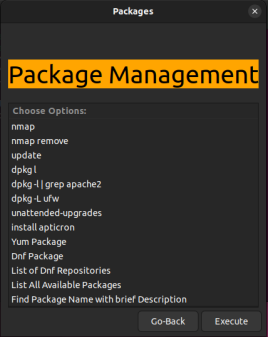 Packages
Package Management
Choose Options:
nmap
nmap remove
update
dpkg l
dpkg -l | grep apache2
dpkg -L ufw
unattended-upgrades
install apticron
Yum Package
Dnf Package
List of Dnf Repositories
List All Available Packages
Find Package Name with brief Description
Go-Back
Execute